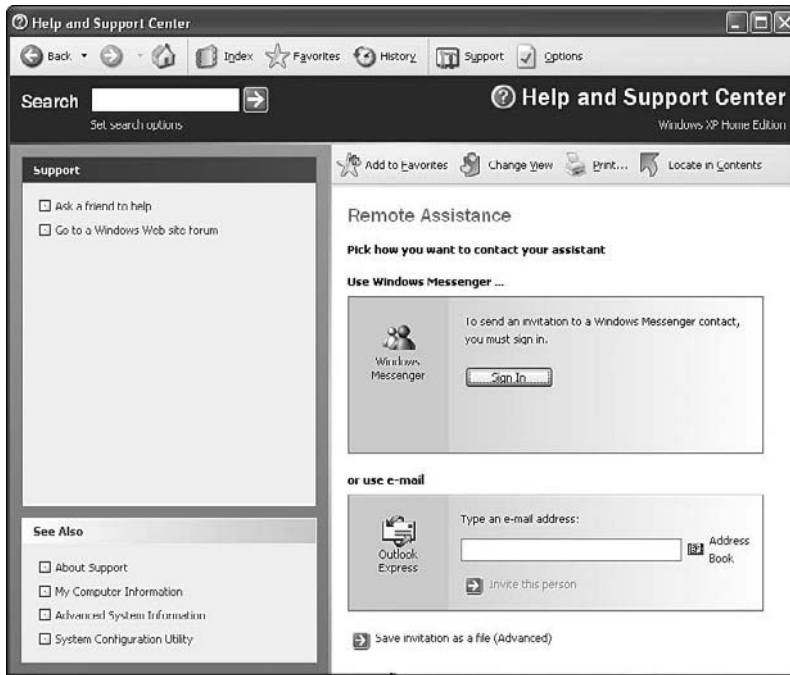 Help and Support Center
Back Index Favorites History Support Options
Search
Set search options
Help and Support Center
Windows XP Home Edition
Support
Ask a friend to help
Go to a Windows Web site forum
See Also
About Support
My Computer Information
Advanced System Information
System Configuration Utility
Add to Favorites Change View Print... Locate in Contents
Remote Assistance
Pick how you want to contact your assistant
Use Windows Messenger ...
Windows
Messenger
To send an invitation to a Windows Messenger contact,
you must sign in.
Sign In
or use e-mail
Outlook
Express
Type an e-mail address:
Address
Book
Invite this person
Save invitation as a file (Advanced)